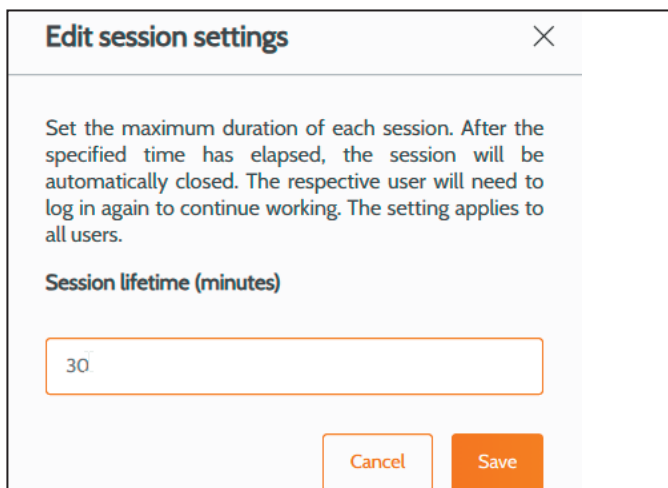 Edit session settings
Set the maximum duration of each session. After the
specified time has elapsed, the session will be
automatically closed. The respective user will need to
log in again to continue working. The setting applies to
all users.
Session lifetime (minutes)
30
Cancel Save